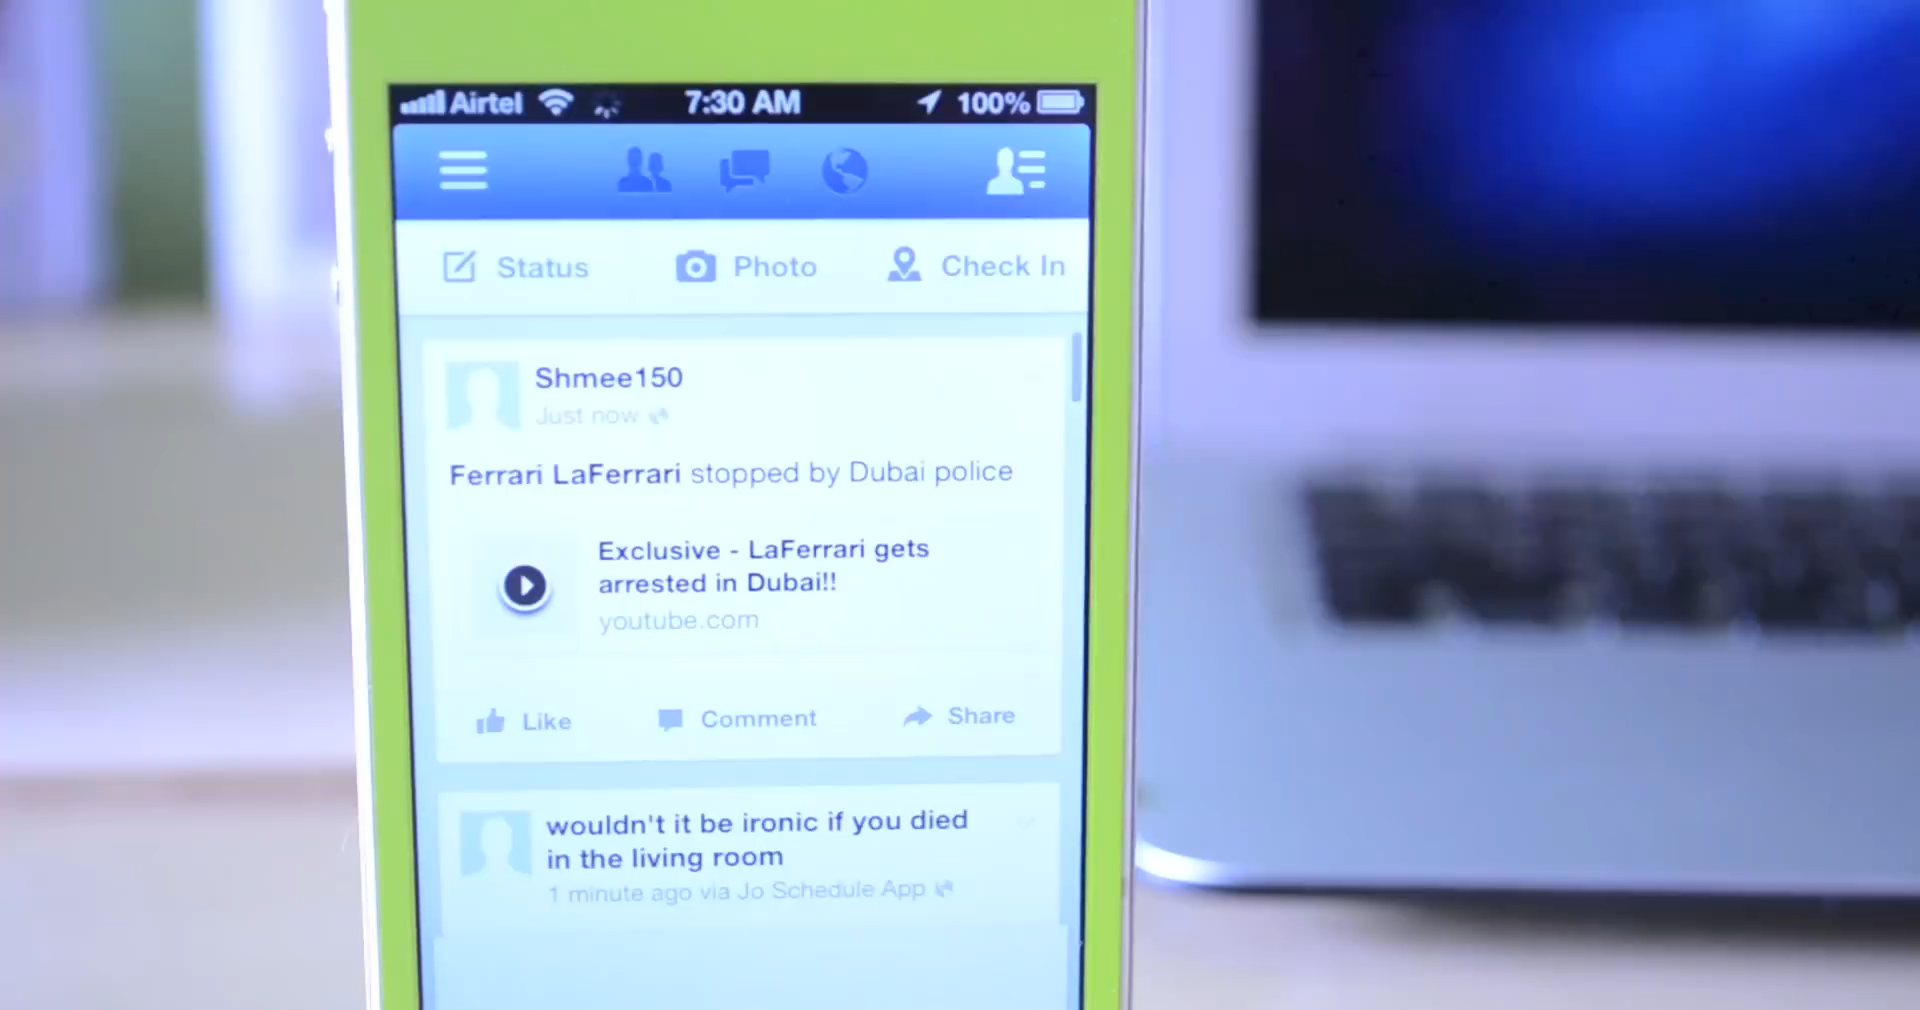 Airtel 7:30 AM 100%
Status Photo Check In
Shmee150
Just now
Ferrari LaFerrari stopped by Dubai police
Exclusive - LaFerrari gets
arrested in Dubai!!
youtube.com
Like Comment Share
wouldn't it be ironic if you died
in the living room
1 minute ago via Jo Schedule App